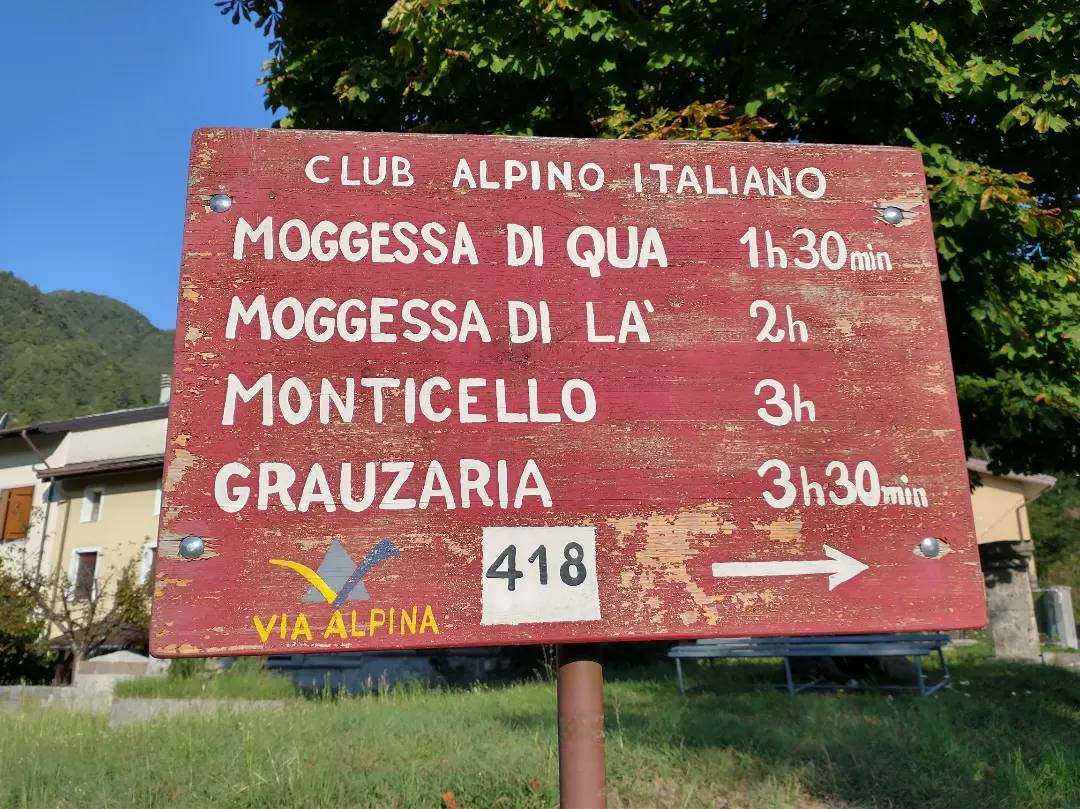 CLUB ALPINO ITALIANO
MOGGESSA DI QUA 1h30min
MOGGESSA DI LA' 2h
MONTICELLO 3h
GRAUZARIA 3h30min
418
VIA ALPINA